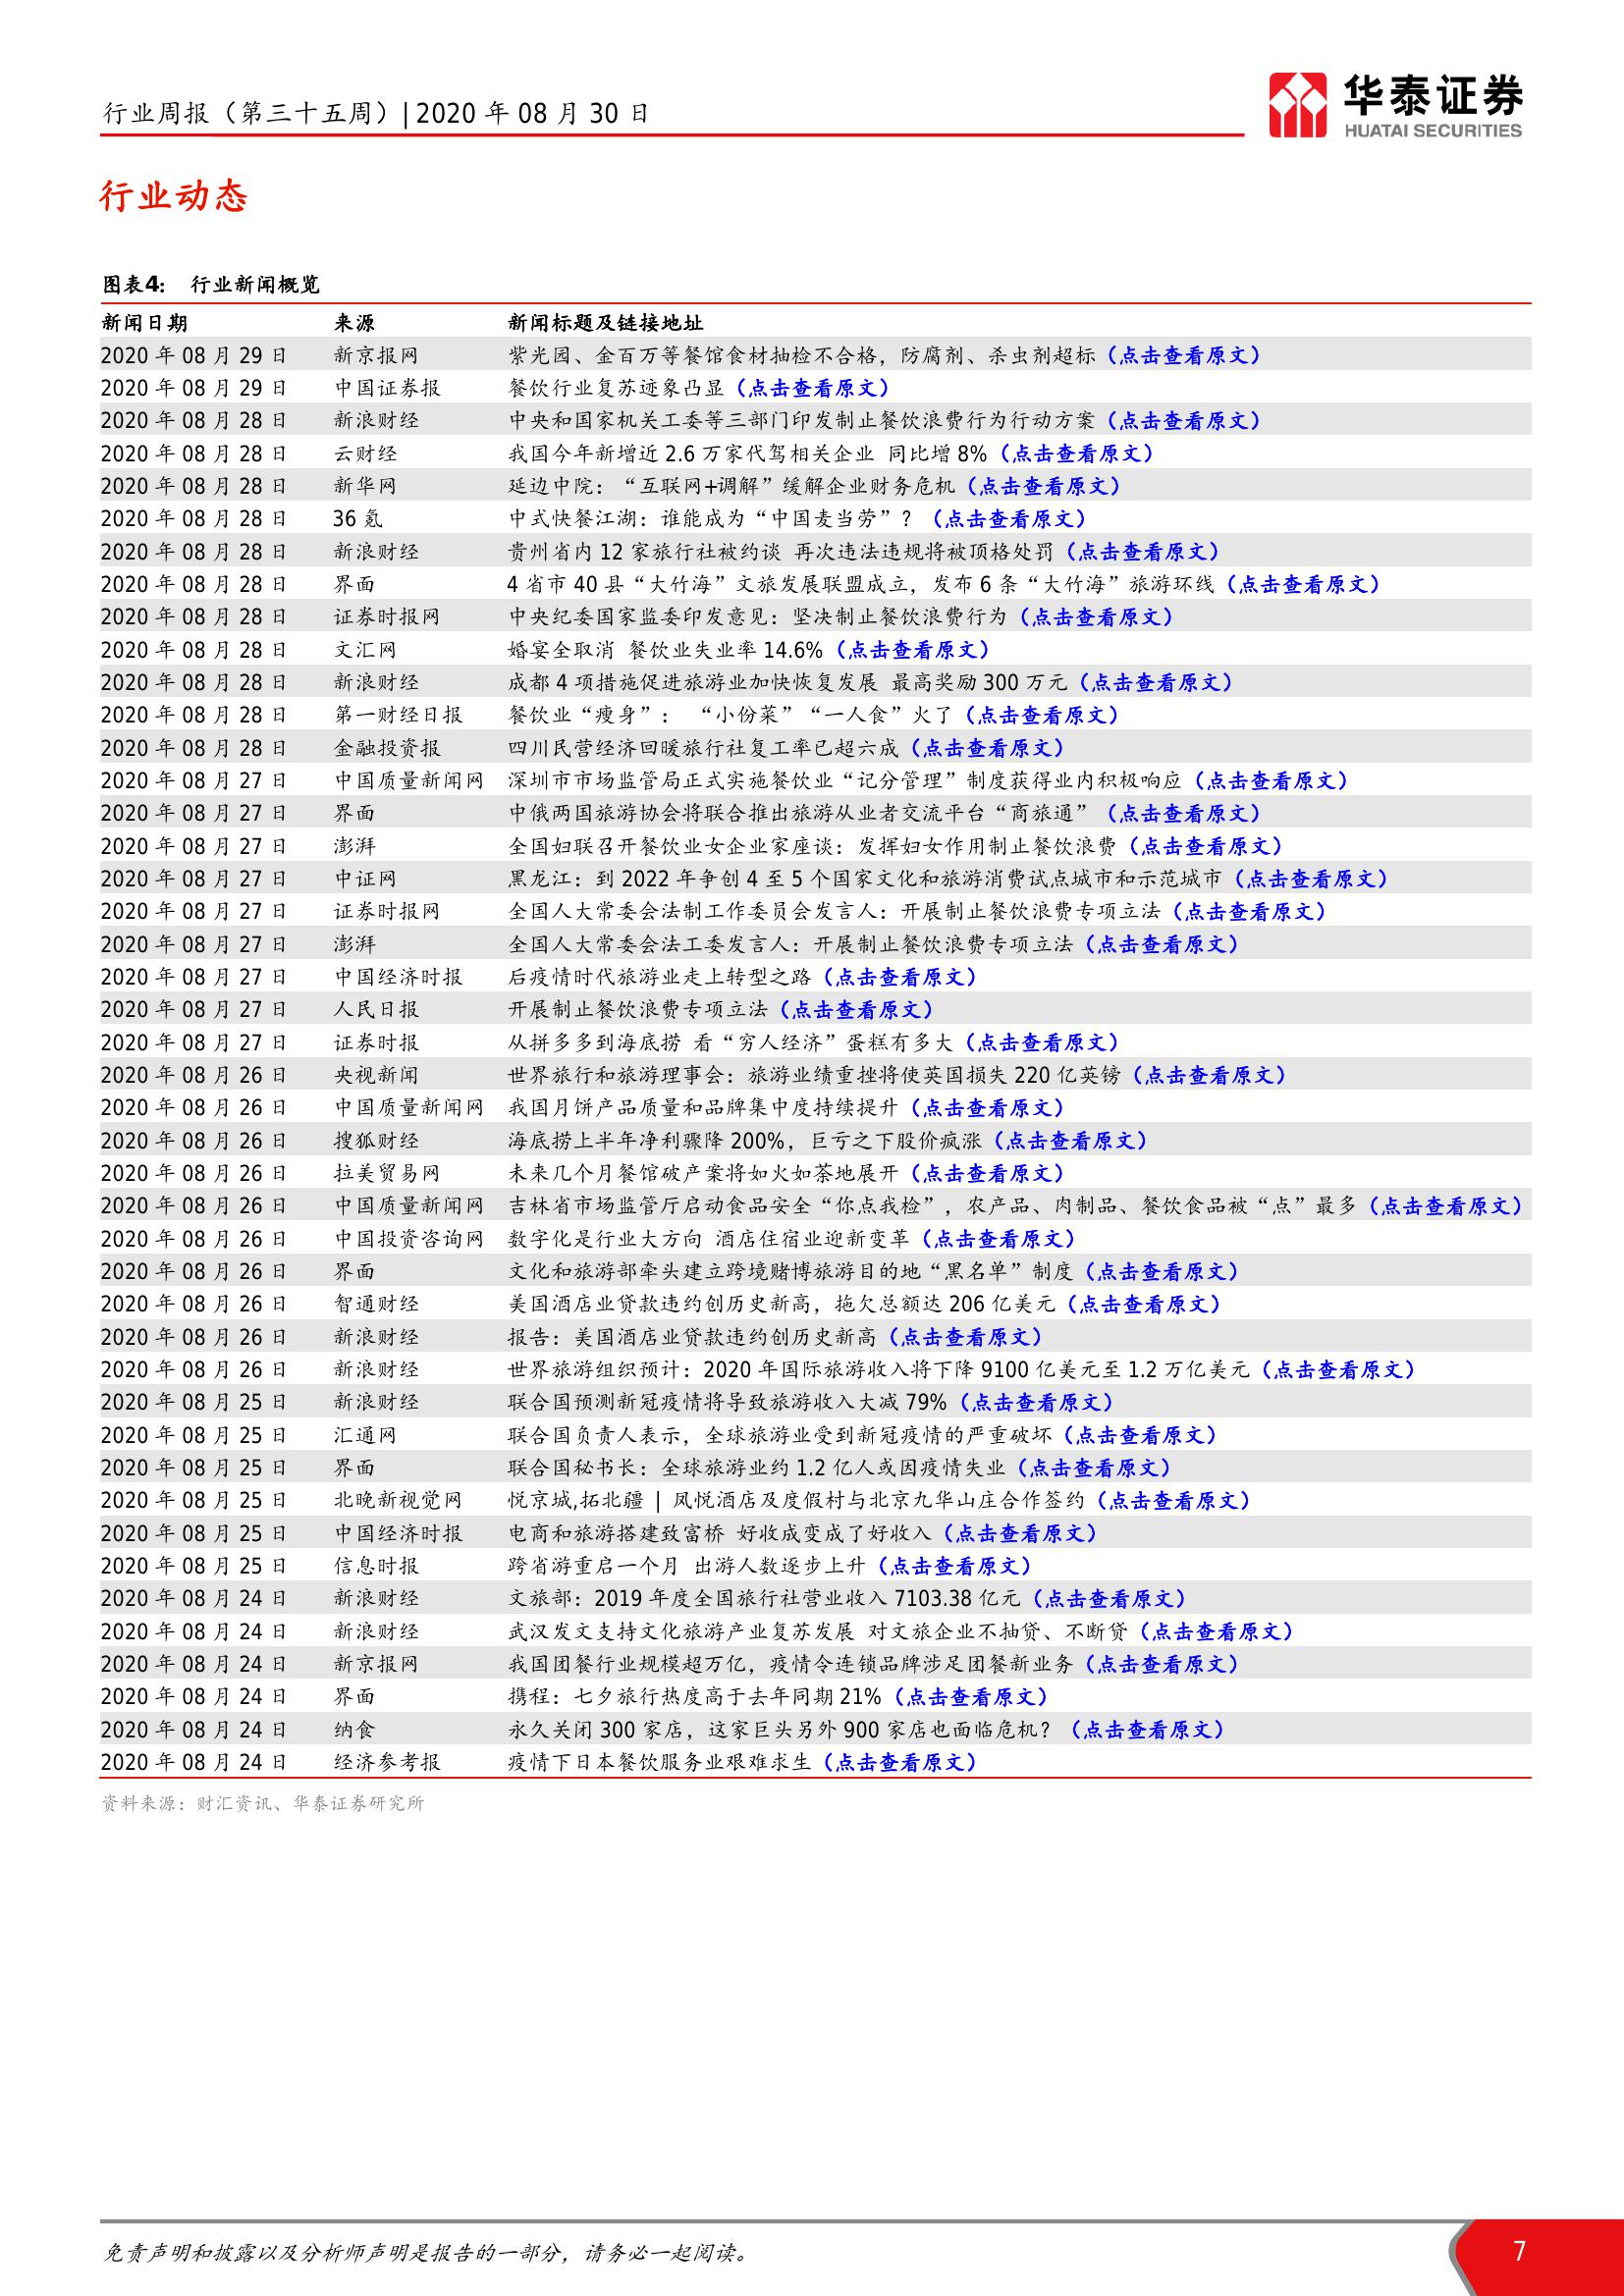 行业周报（第三十五周）| 2020 年 08 月 30 日
华泰证券
HUATAI SECURITIES
行业动态
图表4： 行业新闻概览
新闻日期 来源 新闻标题及链接地址
2020 年 08 月 29 日 新京报网 紫光园、金百万等餐馆食材抽检不合格，防腐剂、杀虫剂超标（点击查看原文）
2020 年 08 月 29 日 中国证券报 餐饮行业复苏迹象凸显（点击查看原文）
2020 年 08 月 28 日 新浪财经 中央和国家机关工委等三部门印发制止餐饮浪费行为行动方案（点击查看原文）
2020 年 08 月 28 日 云财经 我国今年新增近 2.6 万家代驾相关企业 同比增 8%（点击查看原文）
2020 年 08 月 28 日 新华网 延边中院：“互联网+调解”缓解企业财务危机（点击查看原文）
2020 年 08 月 28 日 36 氪 中式快餐江湖：谁能成为“中国麦当劳”？（点击查看原文）
2020 年 08 月 28 日 新浪财经 贵州省内 12 家旅行社被约谈 再次违法违规将被顶格处罚（点击查看原文）
2020 年 08 月 28 日 界面 4 省市 40 县“大竹海”文旅发展联盟成立，发布 6 条“大竹海”旅游环线（点击查看原文）
2020 年 08 月 28 日 证券时报网 中央纪委国家监委印发意见：坚决制止餐饮浪费行为（点击查看原文）
2020 年 08 月 28 日 文汇网 婚宴全取消 餐饮业失业率 14.6%（点击查看原文）
2020 年 08 月 28 日 新浪财经 成都 4 项措施促进旅游业加快恢复发展 最高奖励 300 万元（点击查看原文）
2020 年 08 月 28 日 第一财经日报 餐饮业“瘦身”： “小份菜”“一人食”火了（点击查看原文）
2020 年 08 月 28 日 金融投资报 四川民营经济回暖旅行社复工率已超六成（点击查看原文）
2020 年 08 月 27 日 中国质量新闻网 深圳市市场监管局正式实施餐饮业“记分管理”制度获得业内积极响应（点击查看原文）
2020 年 08 月 27 日 界面 中俄两国旅游协会将联合推出旅游从业者交流平台“商旅通”（点击查看原文）
2020 年 08 月 27 日 澎湃 全国妇联召开餐饮业女企业家座谈：发挥妇女作用制止餐饮浪费（点击查看原文）
2020 年 08 月 27 日 中证网 黑龙江：到 2022 年争创 4 至 5 个国家文化和旅游消费试点城市和示范城市（点击查看原文）
2020 年 08 月 27 日 证券时报网 全国人大常委会法制工作委员会发言人：开展制止餐饮浪费专项立法（点击查看原文）
2020 年 08 月 27 日 澎湃 全国人大常委会法工委发言人：开展制止餐饮浪费专项立法（点击查看原文）
2020 年 08 月 27 日 中国经济时报 后疫情时代旅游业走上转型之路（点击查看原文）
2020 年 08 月 27 日 人民日报 开展制止餐饮浪费专项立法（点击查看原文）
2020 年 08 月 27 日 证券时报 从拼多多到海底捞 看“穷人经济”蛋糕有多大（点击查看原文）
2020 年 08 月 26 日 央视新闻 世界旅行和旅游理事会：旅游业绩重挫将使英国损失 220 亿英镑（点击查看原文）
2020 年 08 月 26 日 中国质量新闻网 我国月饼产品质量和品牌集中度持续提升（点击查看原文）
2020 年 08 月 26 日 搜狐财经 海底捞上半年净利骤降 200%，巨亏之下股价疯涨（点击查看原文）
2020 年 08 月 26 日 拉美贸易网 未来几个月餐馆破产案将如火如荼地展开（点击查看原文）
2020 年 08 月 26 日 中国质量新闻网 吉林省市场监管厅启动食品安全“你点我检”，农产品、肉制品、餐饮食品被“点”最多（点击查看原文）
2020 年 08 月 26 日 中国投资咨询网 数字化是行业大方向 酒店住宿业迎新变革（点击查看原文）
2020 年 08 月 26 日 界面 文化和旅游部牵头建立跨境赌博旅游目的地“黑名单”制度（点击查看原文）
2020 年 08 月 26 日 智通财经 美国酒店业贷款违约创历史新高，拖欠总额达 206 亿美元（点击查看原文）
2020 年 08 月 26 日 新浪财经 报告：美国酒店业贷款违约创历史新高（点击查看原文）
2020 年 08 月 26 日 新浪财经 世界旅游组织预计：2020 年国际旅游收入将下降 9100 亿美元至 1.2 万亿美元（点击查看原文）
2020 年 08 月 25 日 新浪财经 联合国预测新冠疫情将导致旅游收入大减 79%（点击查看原文）
2020 年 08 月 25 日 汇通网 联合国负责人表示，全球旅游业受到新冠疫情的严重破坏（点击查看原文）
2020 年 08 月 25 日 界面 联合国秘书长：全球旅游业约 1.2 亿人或因疫情失业（点击查看原文）
2020 年 08 月 25 日 北晚新视觉网 悦京城,拓北疆 | 凤悦酒店及度假村与北京九华山庄合作签约（点击查看原文）
2020 年 08 月 25 日 中国经济时报 电商和旅游搭建致富桥 好收成变成了好收入（点击查看原文）
2020 年 08 月 25 日 信息时报 跨省游重启一个月 出游人数逐步上升（点击查看原文）
2020 年 08 月 24 日 新浪财经 文旅部：2019 年度全国旅行社营业收入 7103.38 亿元（点击查看原文）
2020 年 08 月 24 日 新浪财经 武汉发文支持文化旅游产业复苏发展 对文旅企业不抽贷、不断贷（点击查看原文）
2020 年 08 月 24 日 新京报网 我国团餐行业规模超万亿，疫情令连锁品牌涉足团餐新业务（点击查看原文）
2020 年 08 月 24 日 界面 携程：七夕旅行热度高于去年同期 21%（点击查看原文）
2020 年 08 月 24 日 纳食 永久关闭 300 家店，这家巨头另外 900 家店也面临危机？（点击查看原文）
2020 年 08 月 24 日 经济参考报 疫情下日本餐饮服务业艰难求生（点击查看原文）
资料来源：财汇资讯、华泰证券研究所
免责声明和披露以及分析师声明是报告的一部分，请务必一起阅读。
7